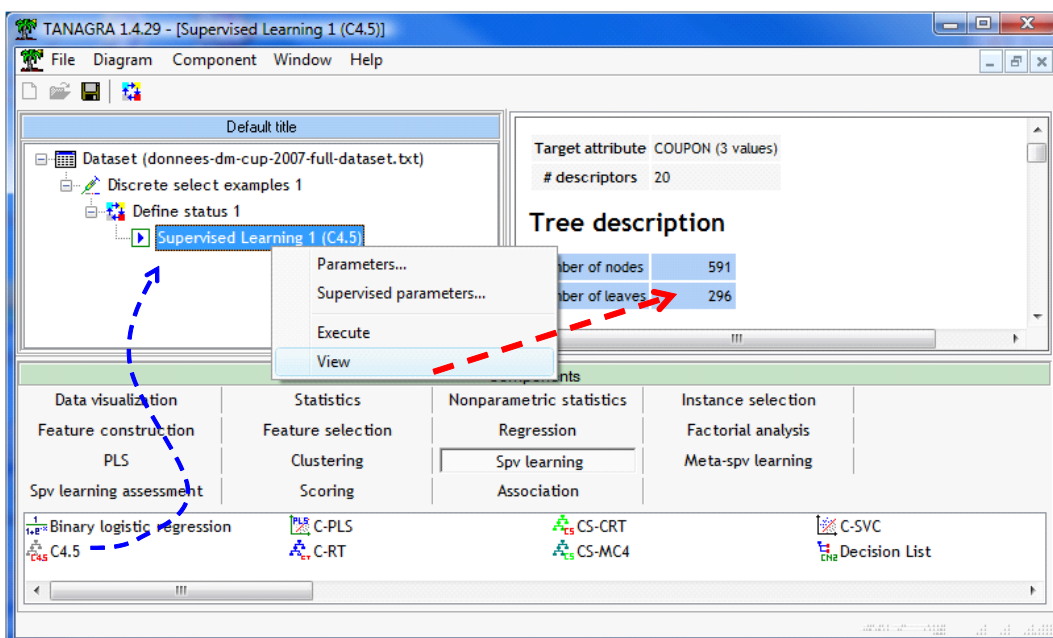 TANAGRA 1.4.29 - [Supervised Learning 1 (C4.5)]
File Diagram Component Window Help
Default title
Dataset (donnees-dm-cup-2007-full-dataset.txt)
Discrete select examples 1
Define status 1
Supervised Learning 1 (C4.5)
Parameters...
Supervised parameters...
Execute
View
Target attribute COUPON (3 values)
# descriptors 20
Tree description
of nodes 591
of leaves 296
Data visualization Statistics Nonparametric statistics Instance selection
Feature construction Feature selection Regression Factorial analysis
PLS Clustering Spv learning Meta-spv learning
Spv learning assessment Scoring Association
Binary logistic regression C-PLS CS-CRT C-SVC
C4.5 C-RT CS-MC4 Decision List